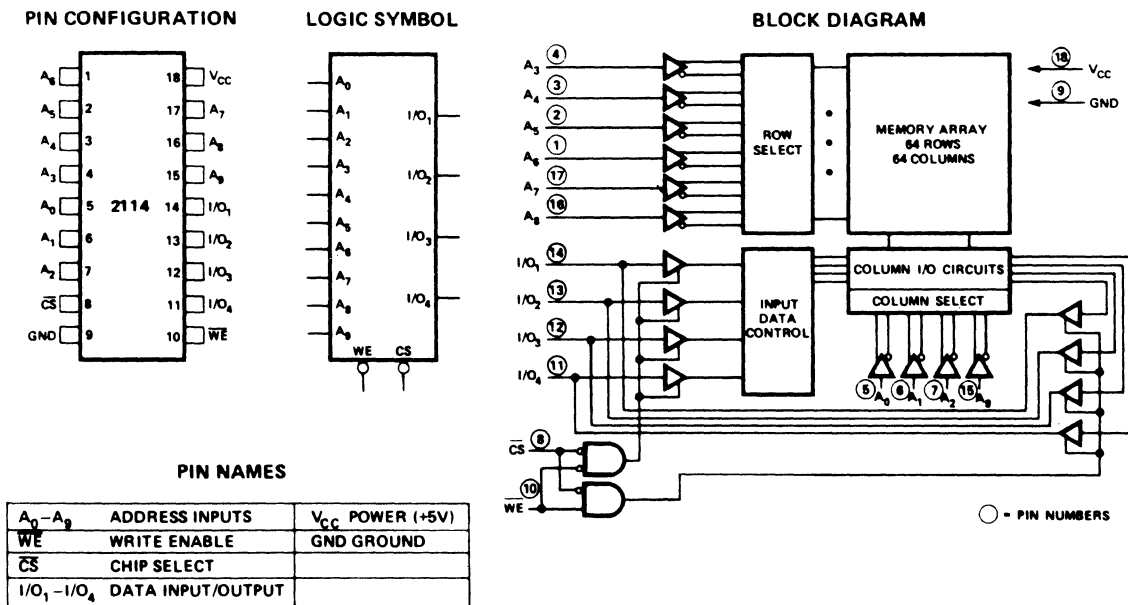 PIN CONFIGURATION
A6 1 18 VCC
A5 2 17 A7
A4 3 16 A8
A3 4 15 A9
A0 5 2114 14 I/O1
A1 6 13 I/O2
A2 7 12 I/O3
CS 8 11 I/O4
GND 9 10 WE
LOGIC SYMBOL
A0
A1
A2
A3
A4
A5
A6
A7
A8
A9
I/O1
I/O2
I/O3
I/O4
WE CS
BLOCK DIAGRAM
A3 4
A4 3
A5 2
A6 1
A7 17
A8 16
ROW
SELECT
MEMORY ARRAY
64 ROWS
64 COLUMNS
18 VCC
9 GND
I/O1 14
I/O2 13
I/O3 12
I/O4 11
INPUT
DATA
CONTROL
COLUMN I/O CIRCUITS
COLUMN SELECT
5 A0 6 A1 7 A2 15 A9
CS 8
WE 10
= PIN NUMBERS
PIN NAMES
A0–A9 ADDRESS INPUTS VCC POWER (+5V)
WE WRITE ENABLE GND GROUND
CS CHIP SELECT
I/O1–I/O4 DATA INPUT/OUTPUT